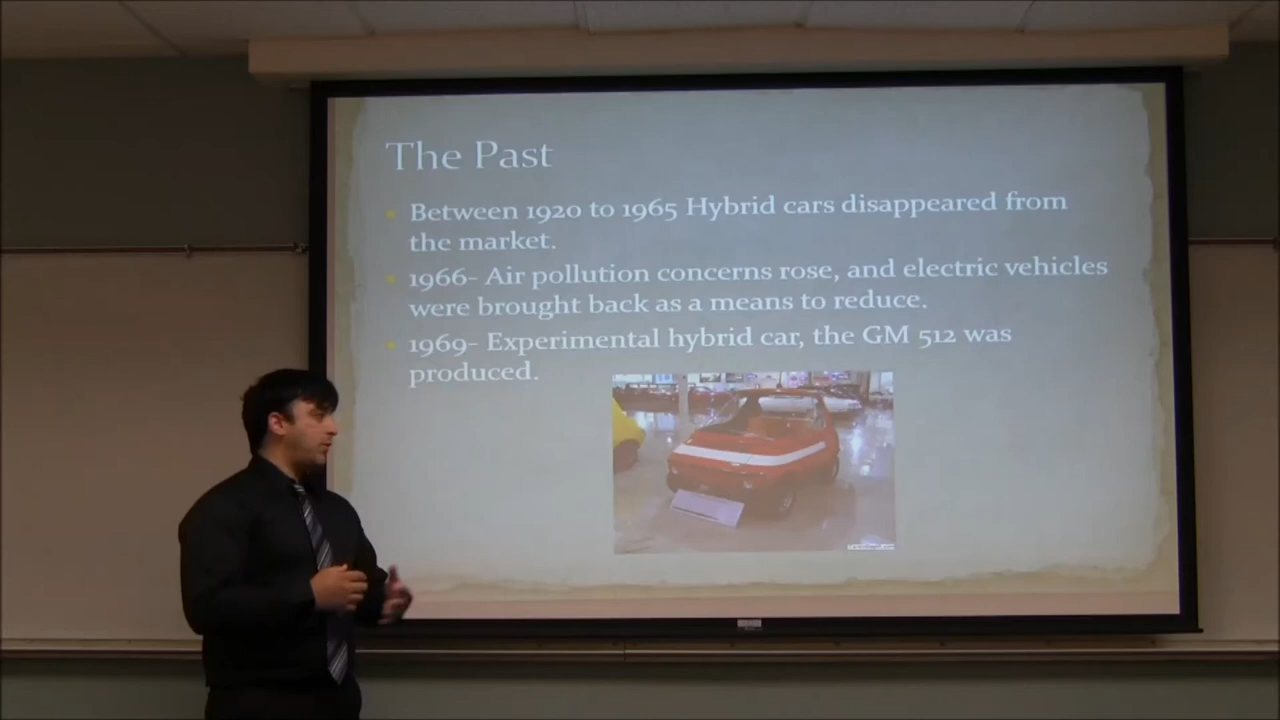 The Past
Between 1920 to 1965 Hybrid cars disappeared from
the market.
1966- Air pollution concerns rose, and electric vehicles
were brought back as a means to reduce.
1969- Experimental hybrid car, the GM 512 was
produced.